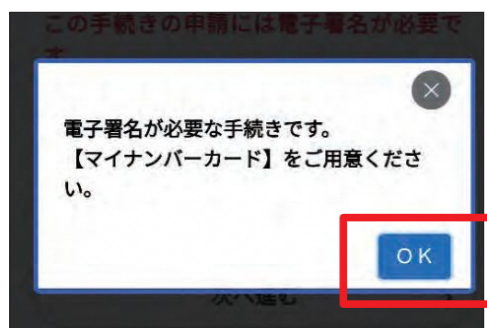 この手続きの申請には電子署名が必要で
す
電子署名が必要な手続きです。
【マイナンバーカード】をご用意くださ
い。
OK
次へ進む